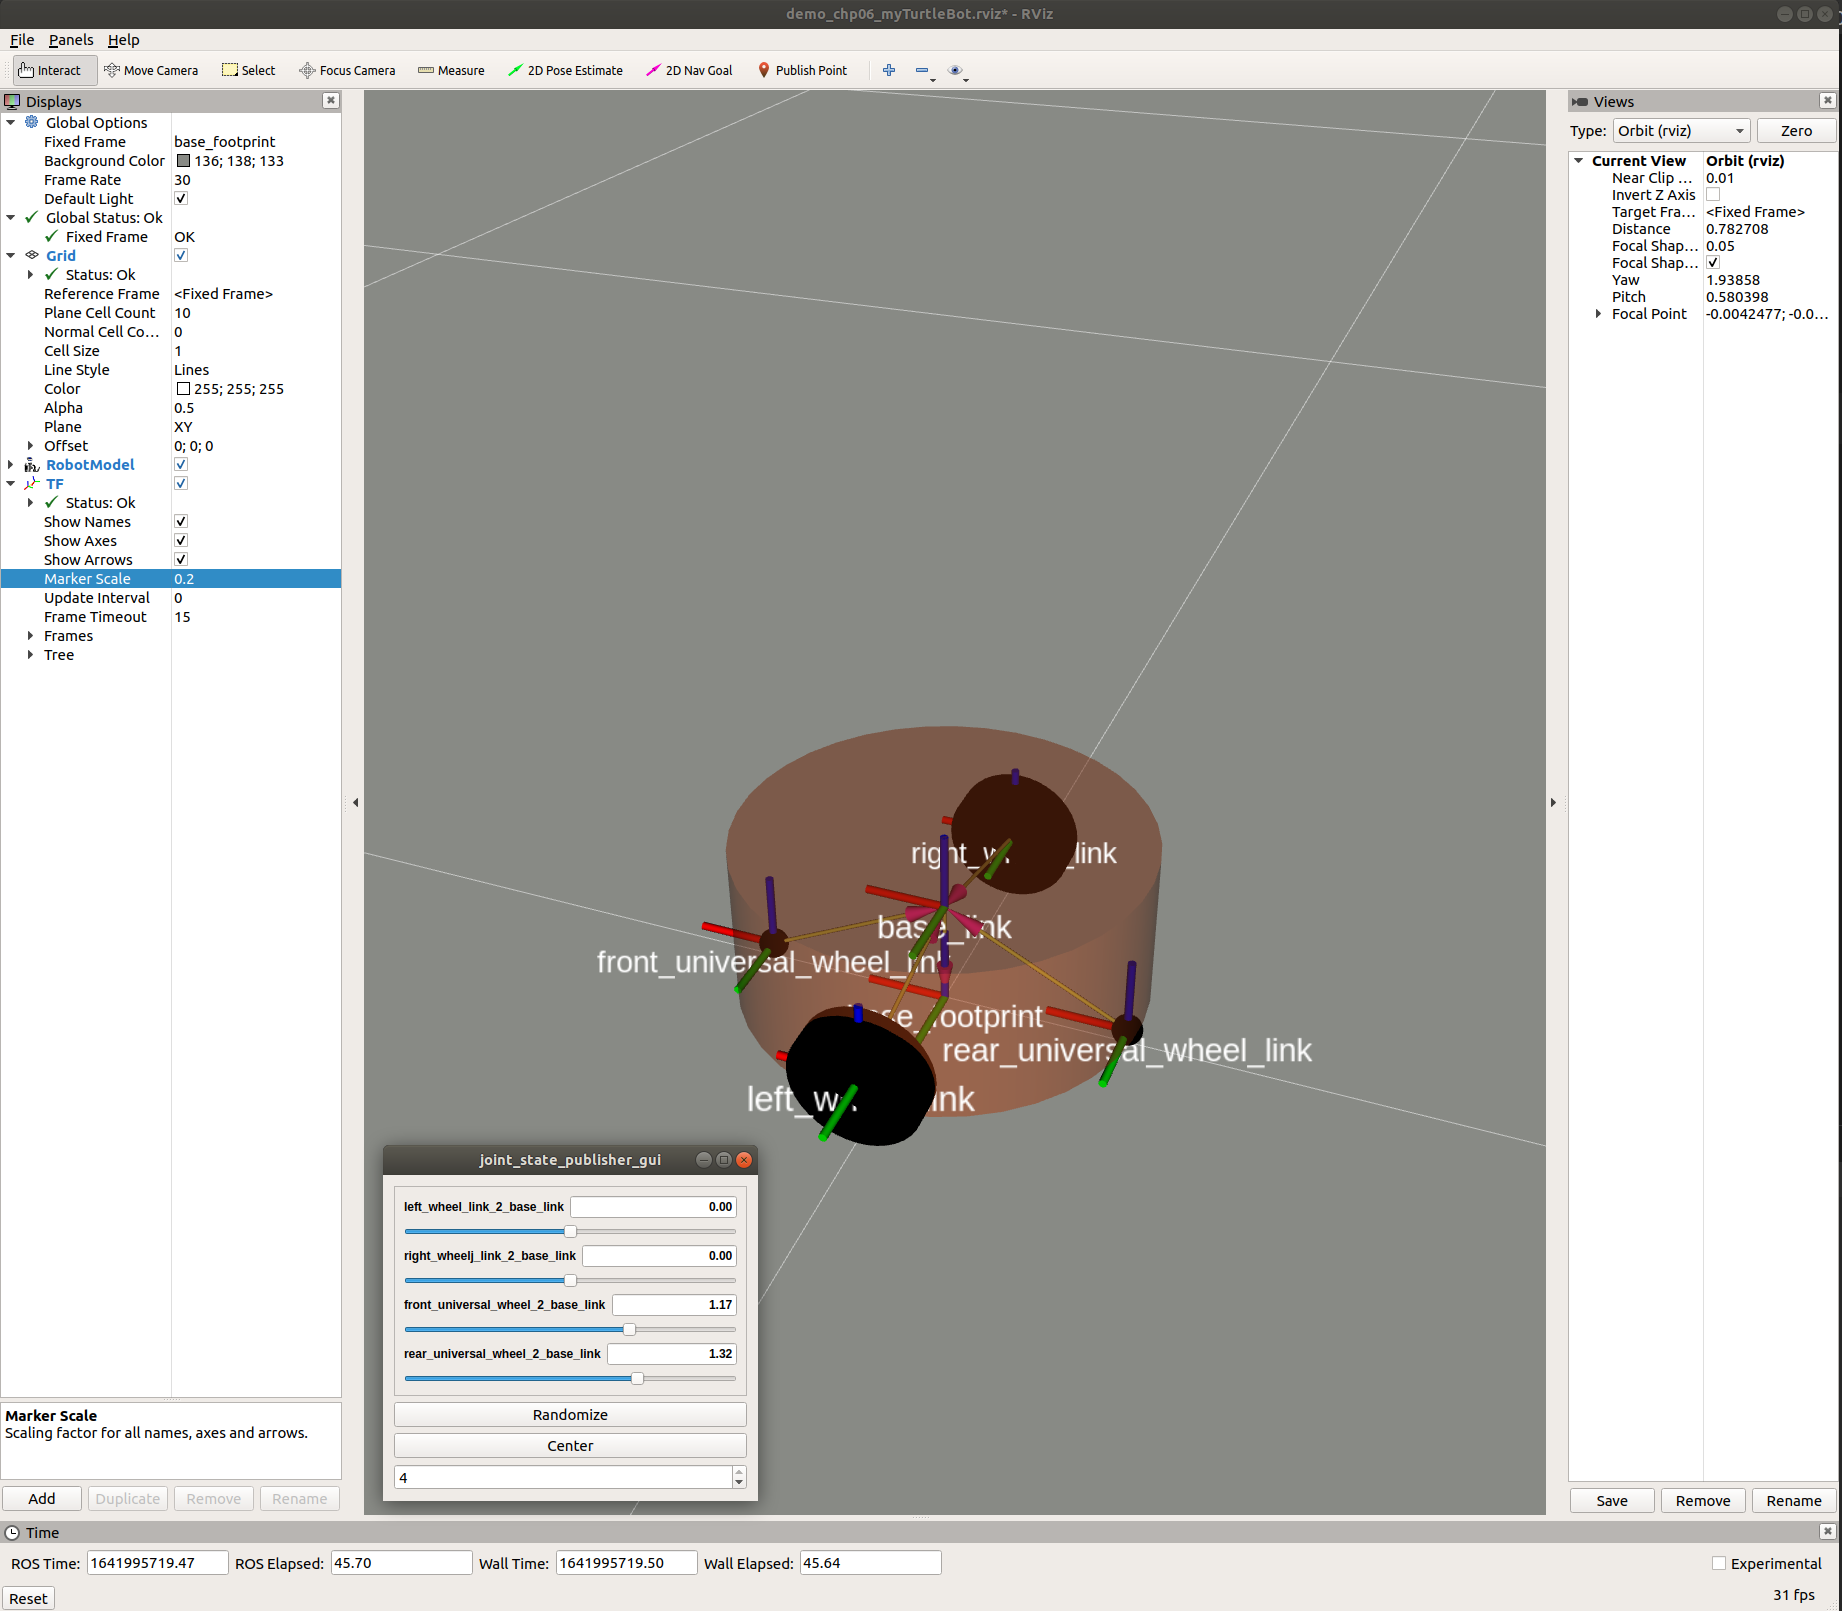 demo_chp06_myTurtleBot.rviz* - RViz
File Panels Help
Interact Move Camera Select Focus Camera Measure 2D Pose Estimate 2D Nav Goal Publish Point
Displays
Global Options
Fixed Frame base_footprint
Background Color 136; 138; 133
Frame Rate 30
Default Light
Global Status: Ok
Fixed Frame OK
Grid
Status: Ok
Reference Frame <Fixed Frame>
Plane Cell Count 10
Normal Cell Co... 0
Cell Size 1
Line Style Lines
Color 255; 255; 255
Alpha 0.5
Plane XY
Offset 0; 0; 0
RobotModel
TF
Status: Ok
Show Names
Show Axes
Show Arrows
Marker Scale 0.2
Update Interval 0
Frame Timeout 15
Frames
Tree
Marker Scale
Scaling factor for all names, axes and arrows.
Add Duplicate Remove Rename
base_link
front_universal_wheel_link
rear_universal_wheel_link
joint_state_publisher_gui
left_wheel_link_2_base_link 0.00
right_wheelj_link_2_base_link 0.00
front_universal_wheel_2_base_link 1.17
rear_universal_wheel_2_base_link 1.32
Randomize
Center
4
Views
Type: Orbit (rviz) Zero
Current View Orbit (rviz)
Near Clip ... 0.01
Invert Z Axis
Target Fra... <Fixed Frame>
Distance 0.782708
Focal Shap... 0.05
Focal Shap...
Yaw 1.93858
Pitch 0.580398
Focal Point -0.0042477; -0.0...
Save Remove Rename
Time
ROS Time: 1641995719.47 ROS Elapsed: 45.70 Wall Time: 1641995719.50 Wall Elapsed: 45.64 Experimental
Reset 31 fps